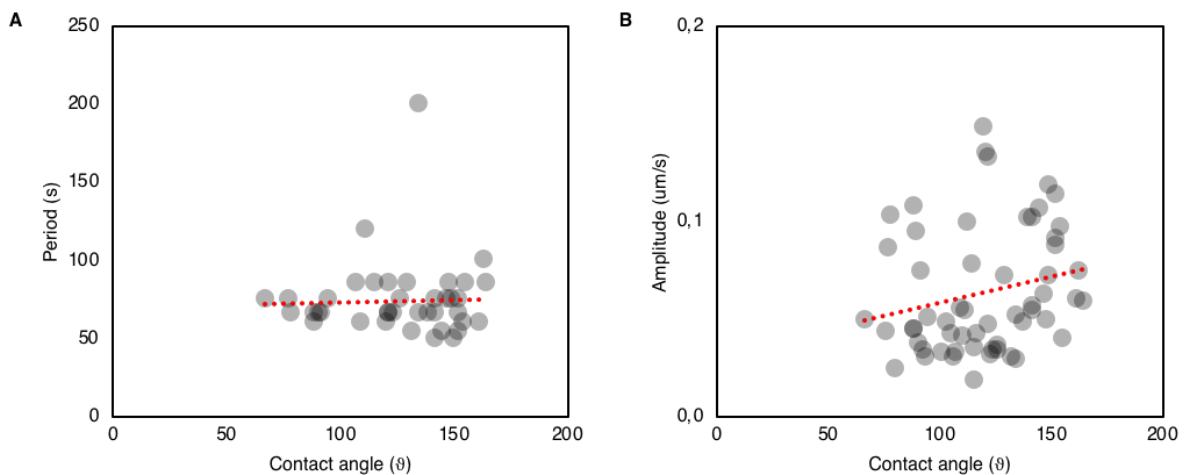 A
250
200
150
100
50
0
Period (s)
0 50 100 150 200
Contact angle (ϑ)
B
0,2
0,1
0,0
Amplitude (um/s)
0 50 100 150 200
Contact angle (ϑ)